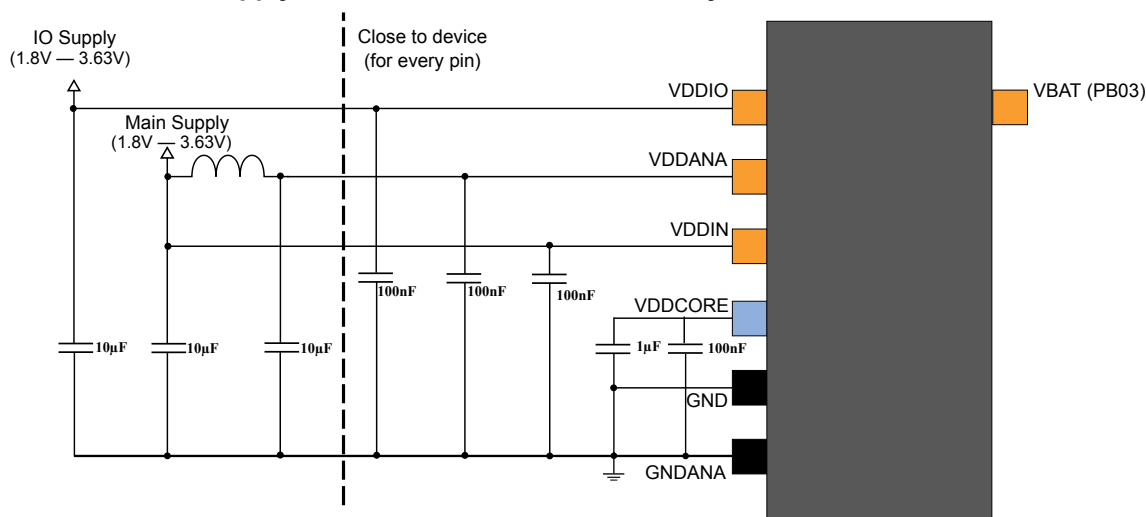 IO Supply
(1.8V — 3.63V)
Close to device
(for every pin)
VDDIO
VBAT (PB03)
Main Supply
(1.8V — 3.63V)
VDDANA
VDDIN
100nF
100nF
100nF
VDDCORE
10µF
10µF
10µF
1µF
100nF
GND
GNDANA